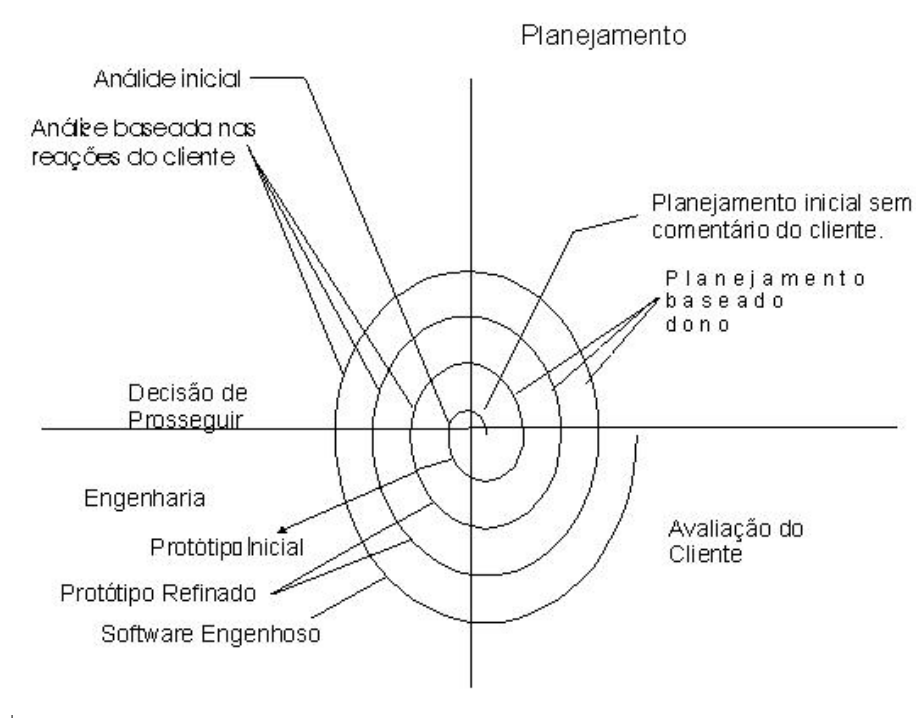 Planejamento
Análide inicial
Análize baseada nas
reações do cliente
Planejamento inicial sem
comentário do cliente.
Planejamento
baseado
dono
Decisão de
Prosseguir
Engenharia
Protótipo Inicial
Avaliação do
Cliente
Protótipo Refinado
Software Engenhoso